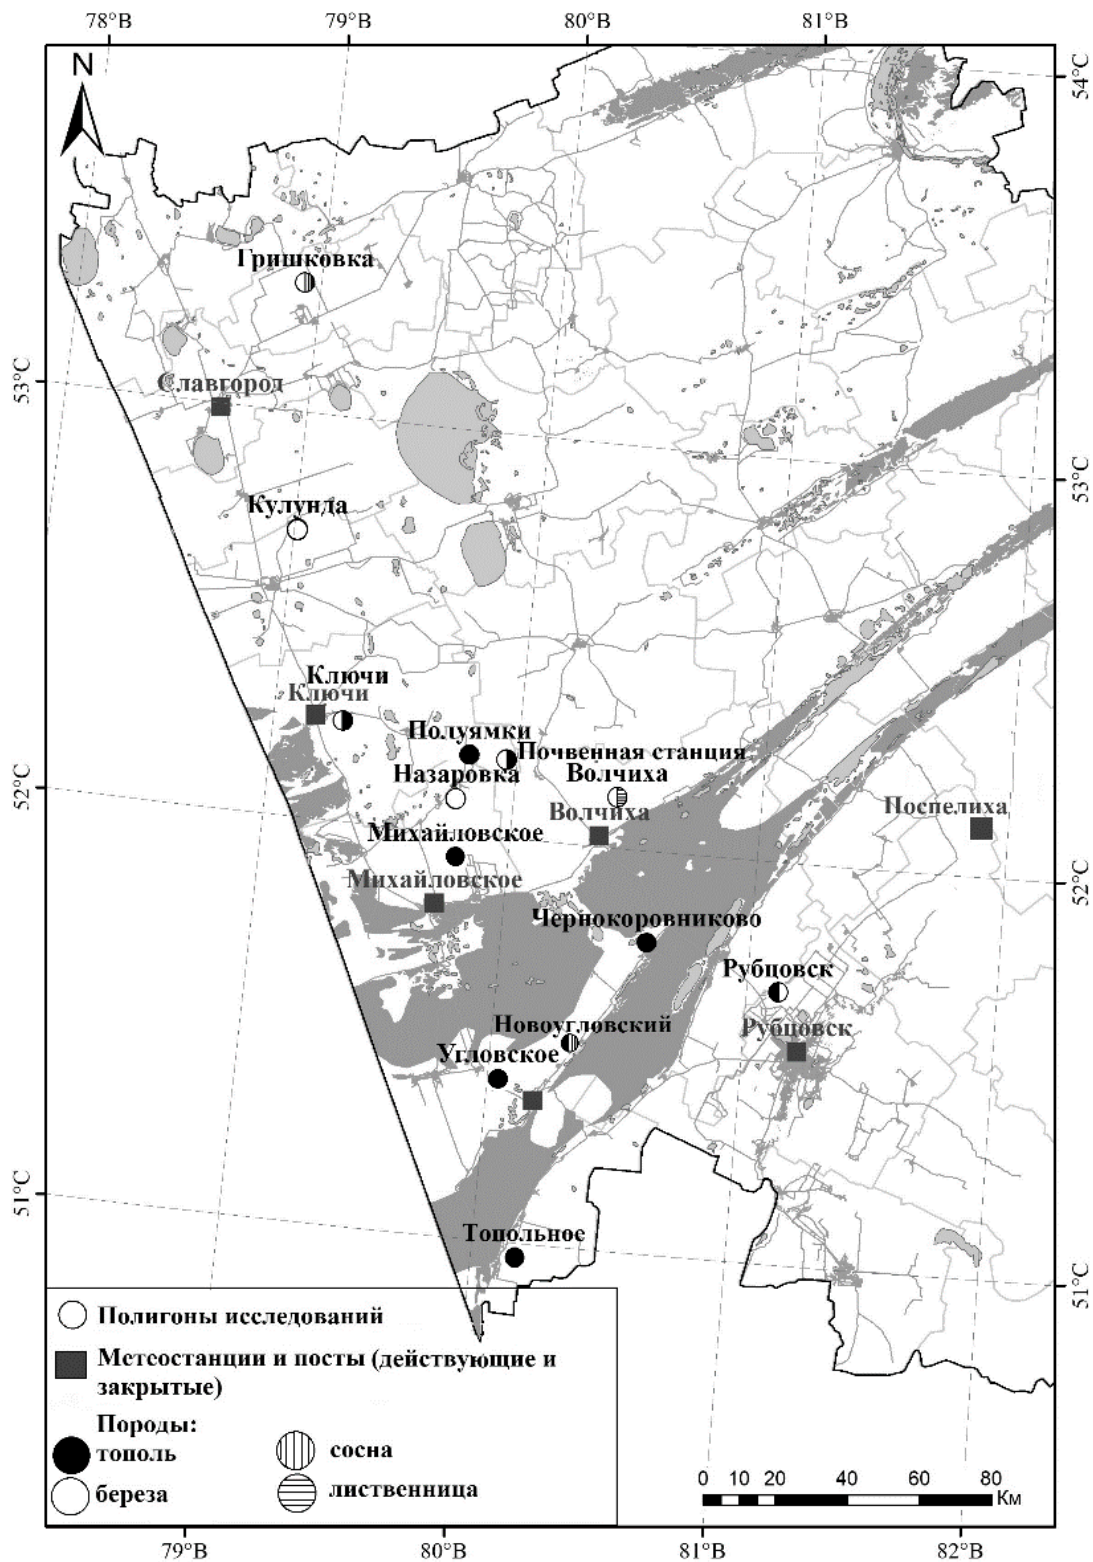 78°В 79°В 80°В 81°В
N
54°С
Гришковка
53°С
Славгород
53°С
Кулунда
Ключи
Ключи
Полуямки
Почвенная станция
Назаровка
Волчиха
52°С
Волчиха
Поспелиха
Михайловское
Михайловское
52°С
Чернокоровниково
Рубцовск
Новоугловский
Рубцовск
Угловское
51°С
Топольное
51°С
Полигоны исследований
Метеостанции и посты (действующие и
закрытые)
Породы:
тополь
сосна
береза
лиственница
0 10 20 40 60 80
Км
79°В 80°В 81°В 82°В